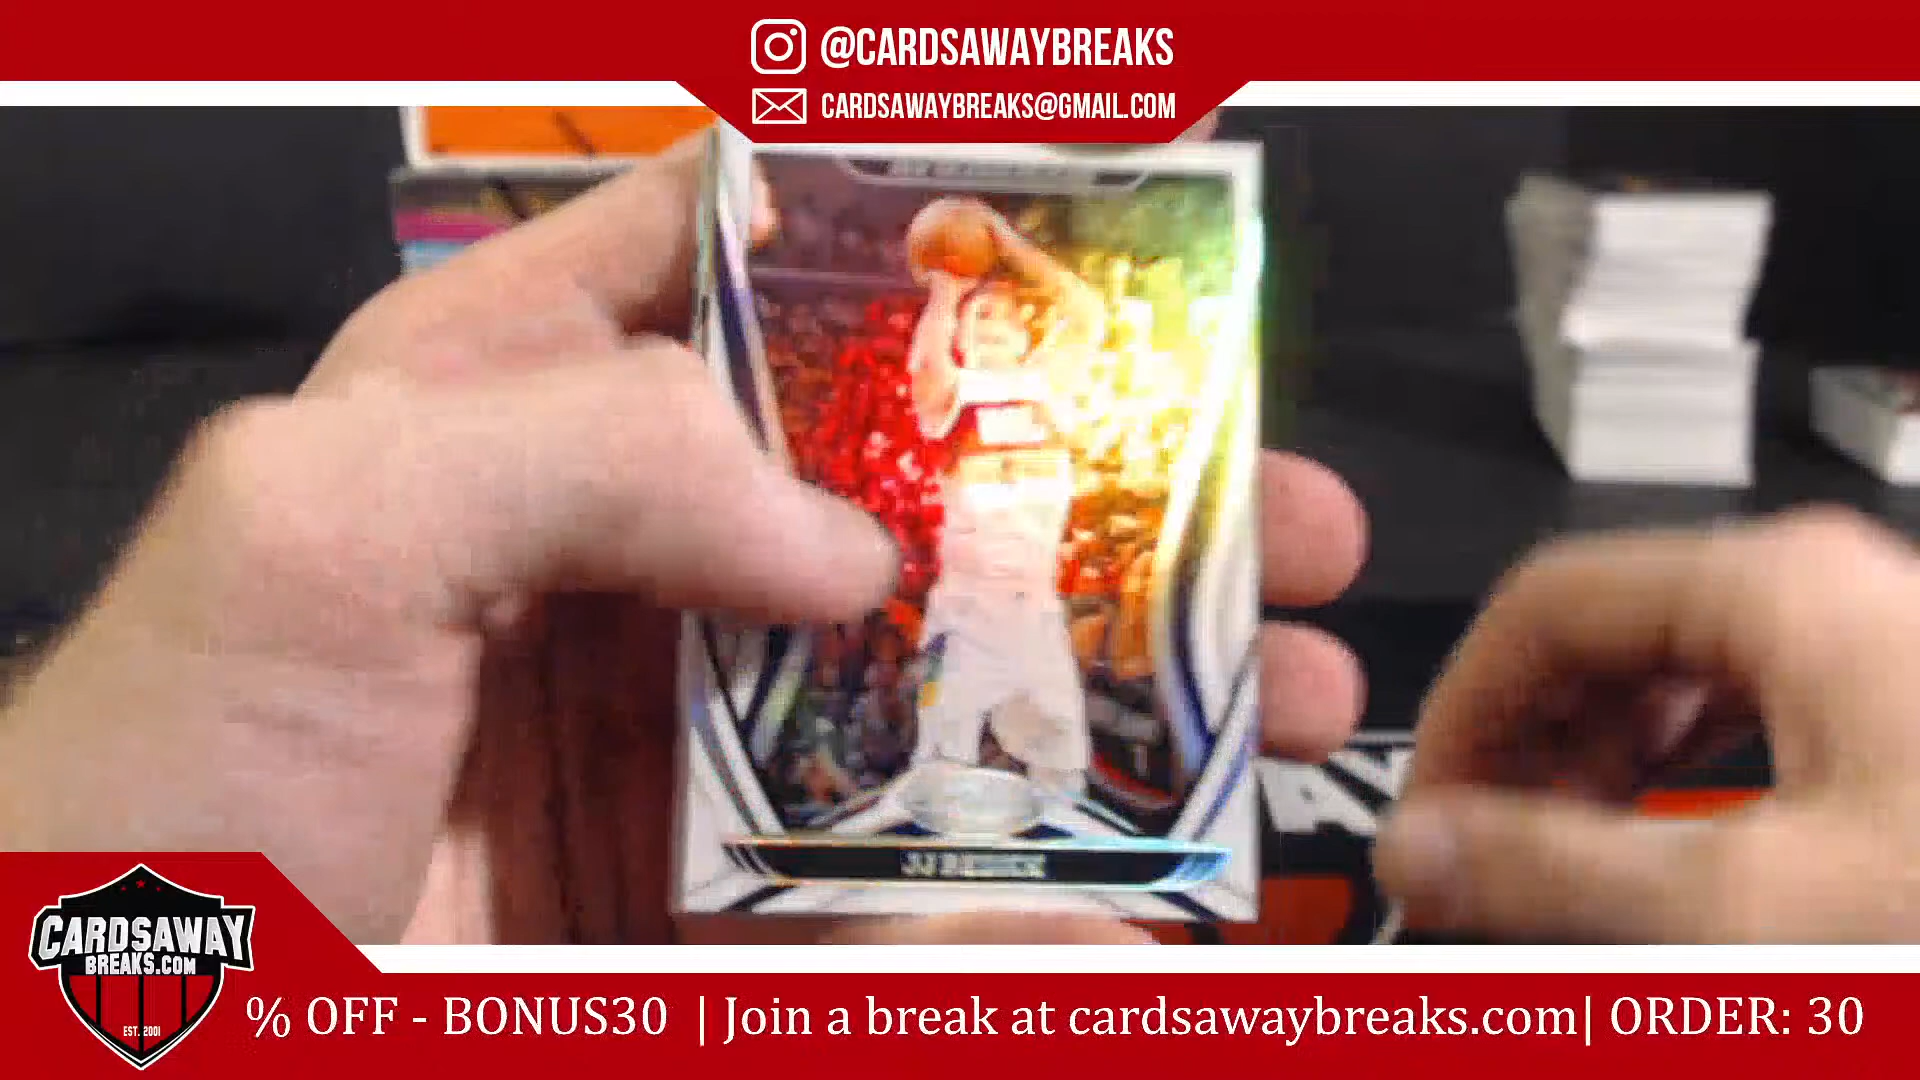 @CARDSAWAYBREAKS
CARDSAWAYBREAKS@GMAIL.COM
JJ REDICK
CARDSAWAY
BREAKS.COM
EST. 2001
% OFF - BONUS30 | Join a break at cardsawaybreaks.com| ORDER: 30